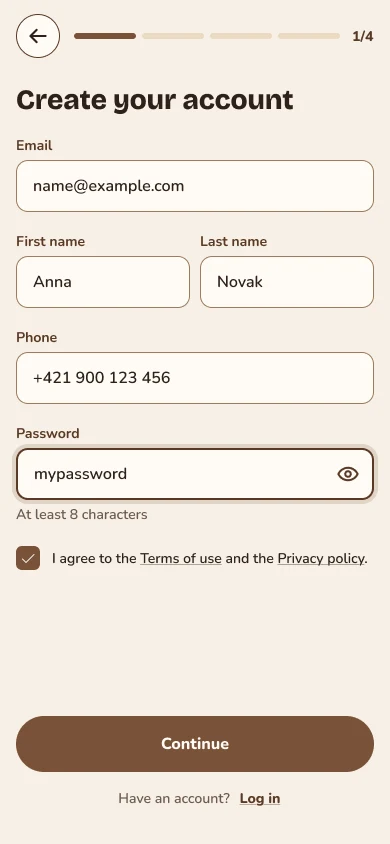 1/4
Create your account
Email
name@example.com
First name Last name
Anna Novak
Phone
+421 900 123 456
Password
mypassword
At least 8 characters
I agree to the Terms of use and the Privacy policy.
Continue
Have an account? Log in